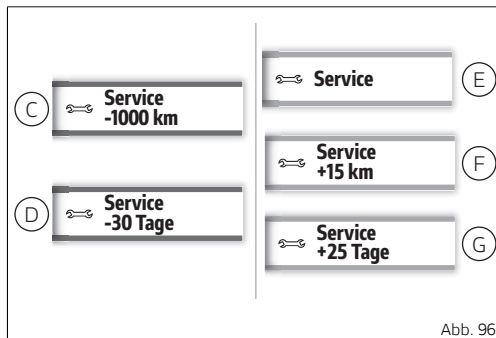 C
Service
-1000 km
D
Service
-30 Tage
E
Service
F
Service
+15 km
G
Service
+25 Tage
Abb. 96